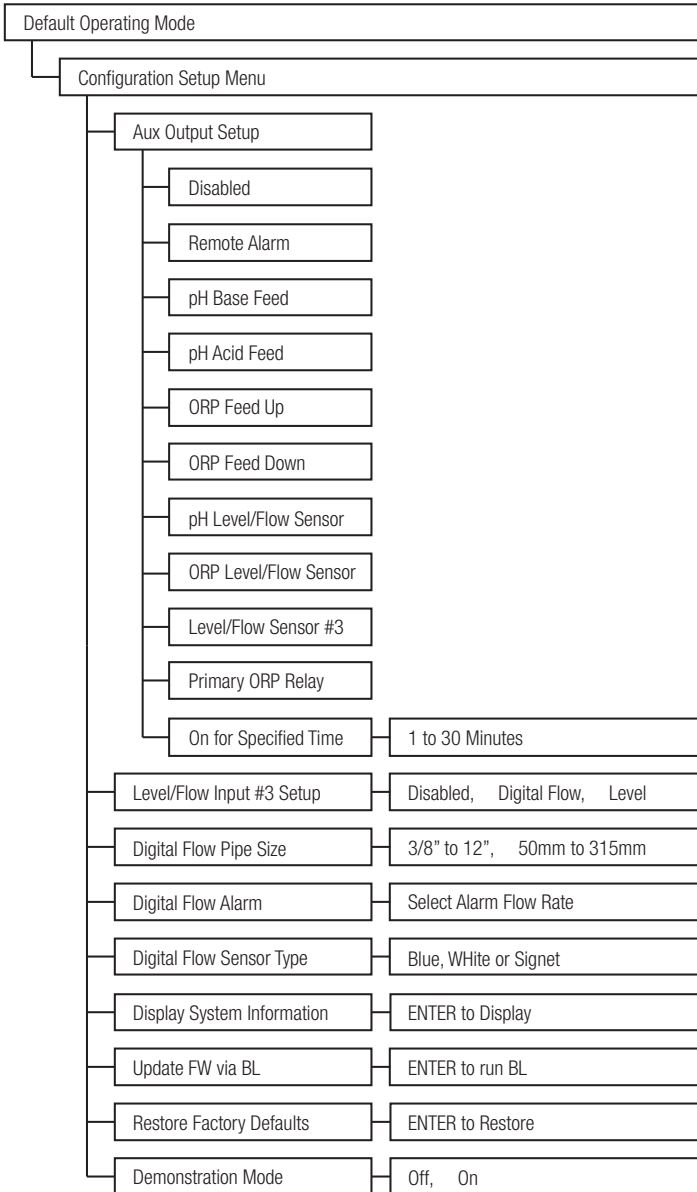 Default Operating Mode
Configuration Setup Menu
Aux Output Setup
Disabled
Remote Alarm
pH Base Feed
pH Acid Feed
ORP Feed Up
ORP Feed Down
pH Level/Flow Sensor
ORP Level/Flow Sensor
Level/Flow Sensor #3
Primary ORP Relay
On for Specified Time 1 to 30 Minutes
Level/Flow Input #3 Setup Disabled, Digital Flow, Level
Digital Flow Pipe Size 3/8” to 12”, 50mm to 315mm
Digital Flow Alarm Select Alarm Flow Rate
Digital Flow Sensor Type Blue, WHite or Signet
Display System Information ENTER to Display
Update FW via BL ENTER to run BL
Restore Factory Defaults ENTER to Restore
Demonstration Mode Off, On